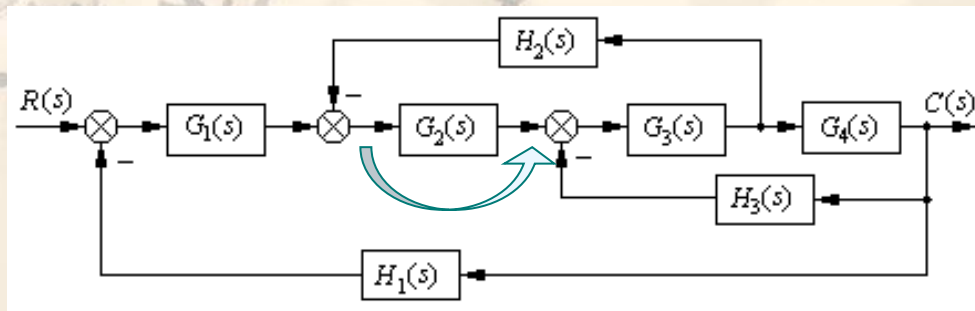 H₂(s)
R(s) G₁(s) − G₂(s) − G₃(s) G₄(s) C(s)
− H₃(s)
H₁(s)